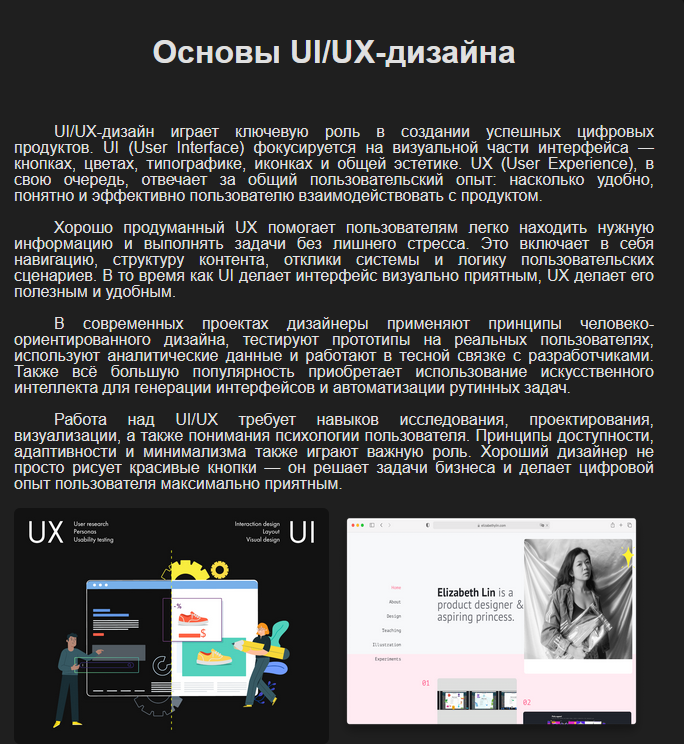 Основы UI/UX-дизайна
UI/UX-дизайн играет ключевую роль в создании успешных цифровых
продуктов. UI (User Interface) фокусируется на визуальной части интерфейса —
кнопках, цветах, типографике, иконках и общей эстетике. UX (User Experience), в
свою очередь, отвечает за общий пользовательский опыт: насколько удобно,
понятно и эффективно пользователю взаимодействовать с продуктом.
Хорошо продуманный UX помогает пользователям легко находить нужную
информацию и выполнять задачи без лишнего стресса. Это включает в себя
навигацию, структуру контента, отклики системы и логику пользовательских
сценариев. В то время как UI делает интерфейс визуально приятным, UX делает его
полезным и удобным.
В современных проектах дизайнеры применяют принципы человеко-
ориентированного дизайна, тестируют прототипы на реальных пользователях,
используют аналитические данные и работают в тесной связке с разработчиками.
Также всё большую популярность приобретает использование искусственного
интеллекта для генерации интерфейсов и автоматизации рутинных задач.
Работа над UI/UX требует навыков исследования, проектирования,
визуализации, а также понимания психологии пользователя. Принципы доступности,
адаптивности и минимализма также играют важную роль. Хороший дизайнер не
просто рисует красивые кнопки — он решает задачи бизнеса и делает цифровой
опыт пользователя максимально приятным.
UX
User research
Personas
Usability testing
Interaction design
Layout
Visual design
UI
-%
S
elizabethylin.com
Home
About
Design
Teaching
Illustration
Experiments
Elizabeth Lin is a
product designer &
aspiring princess.
01
02